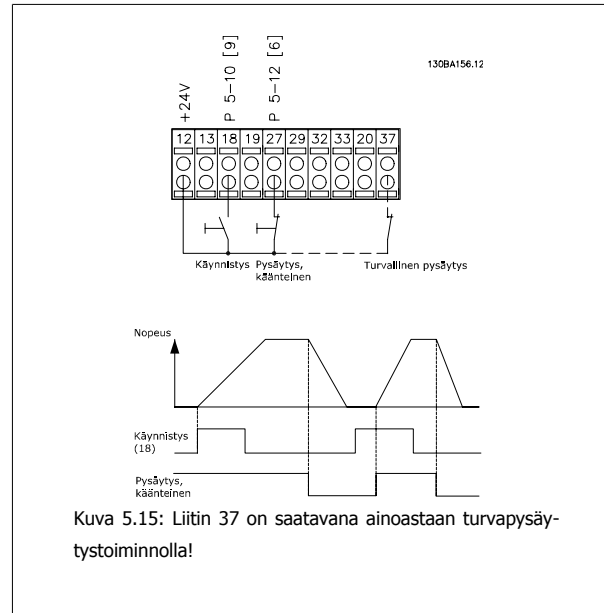 130BA156.12
+24V
P 5-10 [9]
P 5-12 [6]
12 13 18 19 27 29 32 33 20 37
Käynnistys Pysäytys, käänteinen Turvallinen pysäytys
Nopeus
Käynnistys
(18)
Pysäytys,
käänteinen
Kuva 5.15: Liitin 37 on saatavana ainoastaan turvapysäy-
tystoiminnolla!